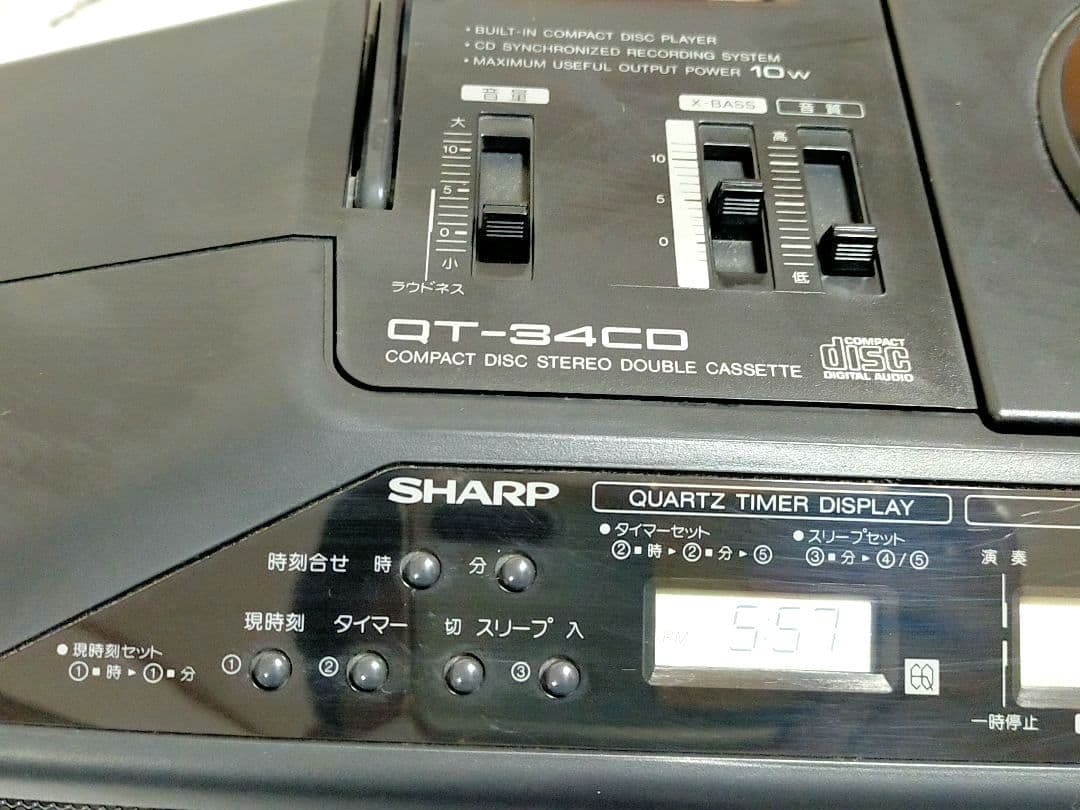 • BUILT-IN COMPACT DISC PLAYER
• CD SYNCHRONIZED RECORDING SYSTEM
• MAXIMUM USEFUL OUTPUT POWER 10W
音量
X-BASS 音質
大
10
5
0
小
ラウドネス
10
5
0
高
低
QT-34CD
COMPACT DISC STEREO DOUBLE CASSETTE
COMPACT
disc
DIGITAL AUDIO
SHARP
QUARTZ TIMER DISPLAY
●タイマーセット
②■時▶②■分▶⑤
●スリープセット
③■分▶④/⑤
時刻合せ 時 分
現時刻 タイマー 切 スリープ 入
●現時刻セット
①■時▶①■分
① ② ③
PM 5:57
演奏
一時停止